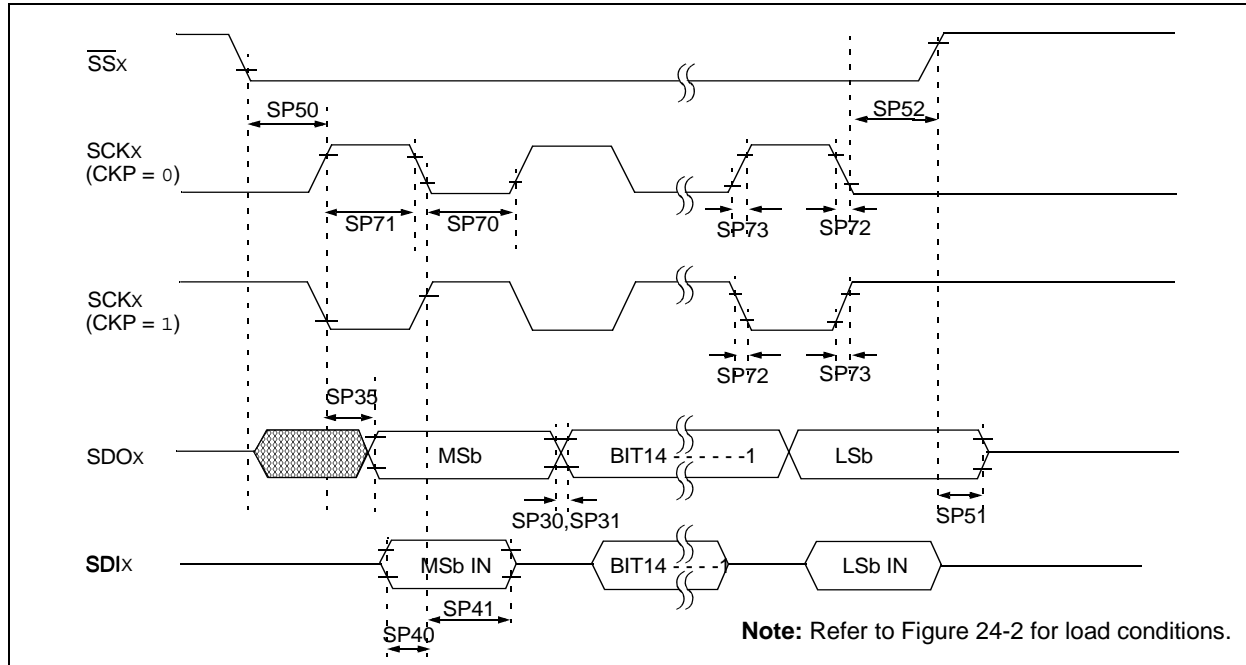 SSX
SP50
SP52
SCKX
(CKP = 0)
SP71
SP70
SP73
SP72
SCKX
(CKP = 1)
SP72
SP73
SP35
SDOX
MSb
BIT14 - - - - - -1
LSb
SP30,SP31
SP51
SDIX
MSb IN
BIT14 - - - -1
LSb IN
SP41
SP40
Note: Refer to Figure 24-2 for load conditions.